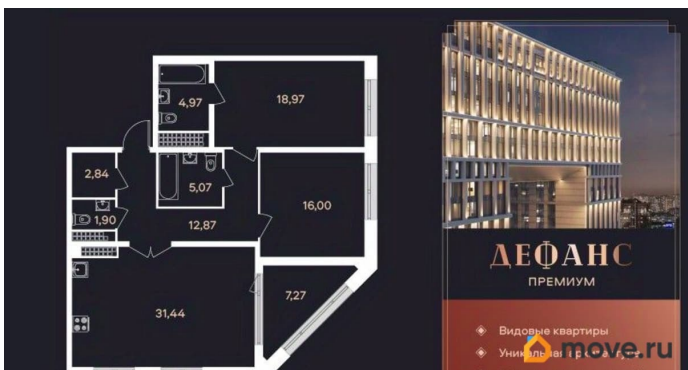 4,97
18,97
2,84
5,07
1,90
16,00
12,87
7,27
31,44
ДЕФАНС
ПРЕМИУМ
Видовые квартиры
move.ru